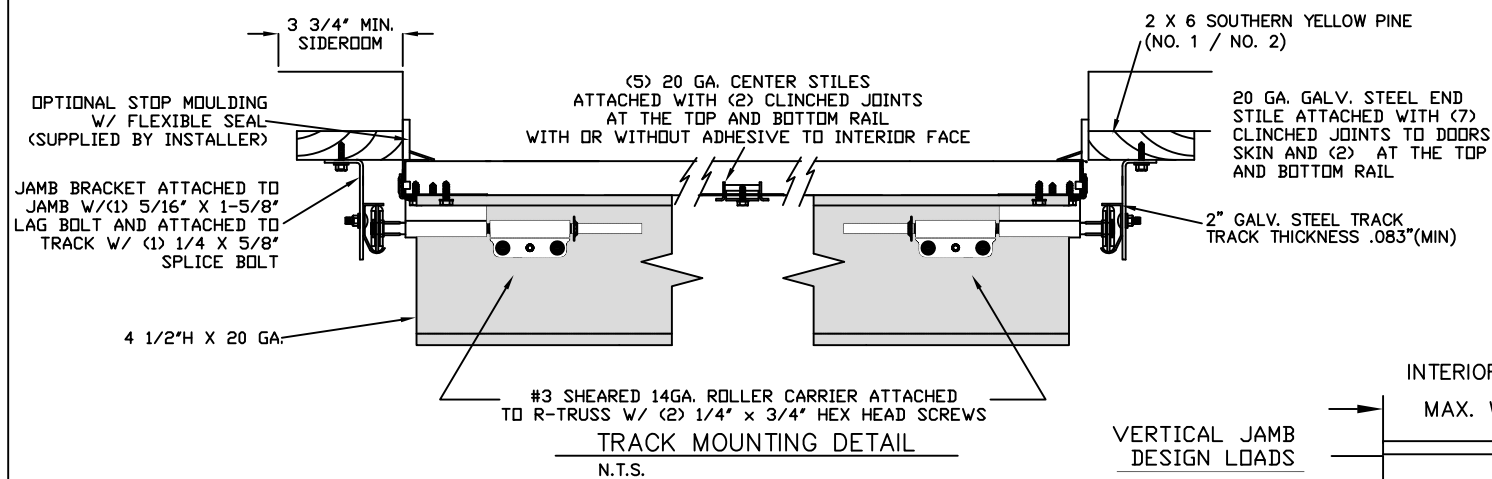 3 3/4" MIN.
SIDEROOM
2 X 6 SOUTHERN YELLOW PINE
(NO. 1 / NO. 2)
OPTIONAL STOP MOULDING
W/ FLEXIBLE SEAL
(SUPPLIED BY INSTALLER)
(5) 20 GA. CENTER STILES
ATTACHED WITH (2) CLINCHED JOINTS
AT THE TOP AND BOTTOM RAIL
WITH OR WITHOUT ADHESIVE TO INTERIOR FACE
20 GA. GALV. STEEL END
STILE ATTACHED WITH (7)
CLINCHED JOINTS TO DOORS
SKIN AND (2) AT THE TOP
AND BOTTOM RAIL
JAMB BRACKET ATTACHED TO
JAMB W/(1) 5/16" X 1-5/8"
LAG BOLT AND ATTACHED TO
TRACK W/ (1) 1/4 X 5/8"
SPLICE BOLT
2" GALV. STEEL TRACK
TRACK THICKNESS .083"(MIN)
4 1/2"H X 20 GA.
#3 SHEARED 14GA. ROLLER CARRIER ATTACHED
TO R-TRUSS W/ (2) 1/4" x 3/4" HEX HEAD SCREWS
TRACK MOUNTING DETAIL
N.T.S.
INTERIOR
MAX.
VERTICAL JAMB
DESIGN LOADS